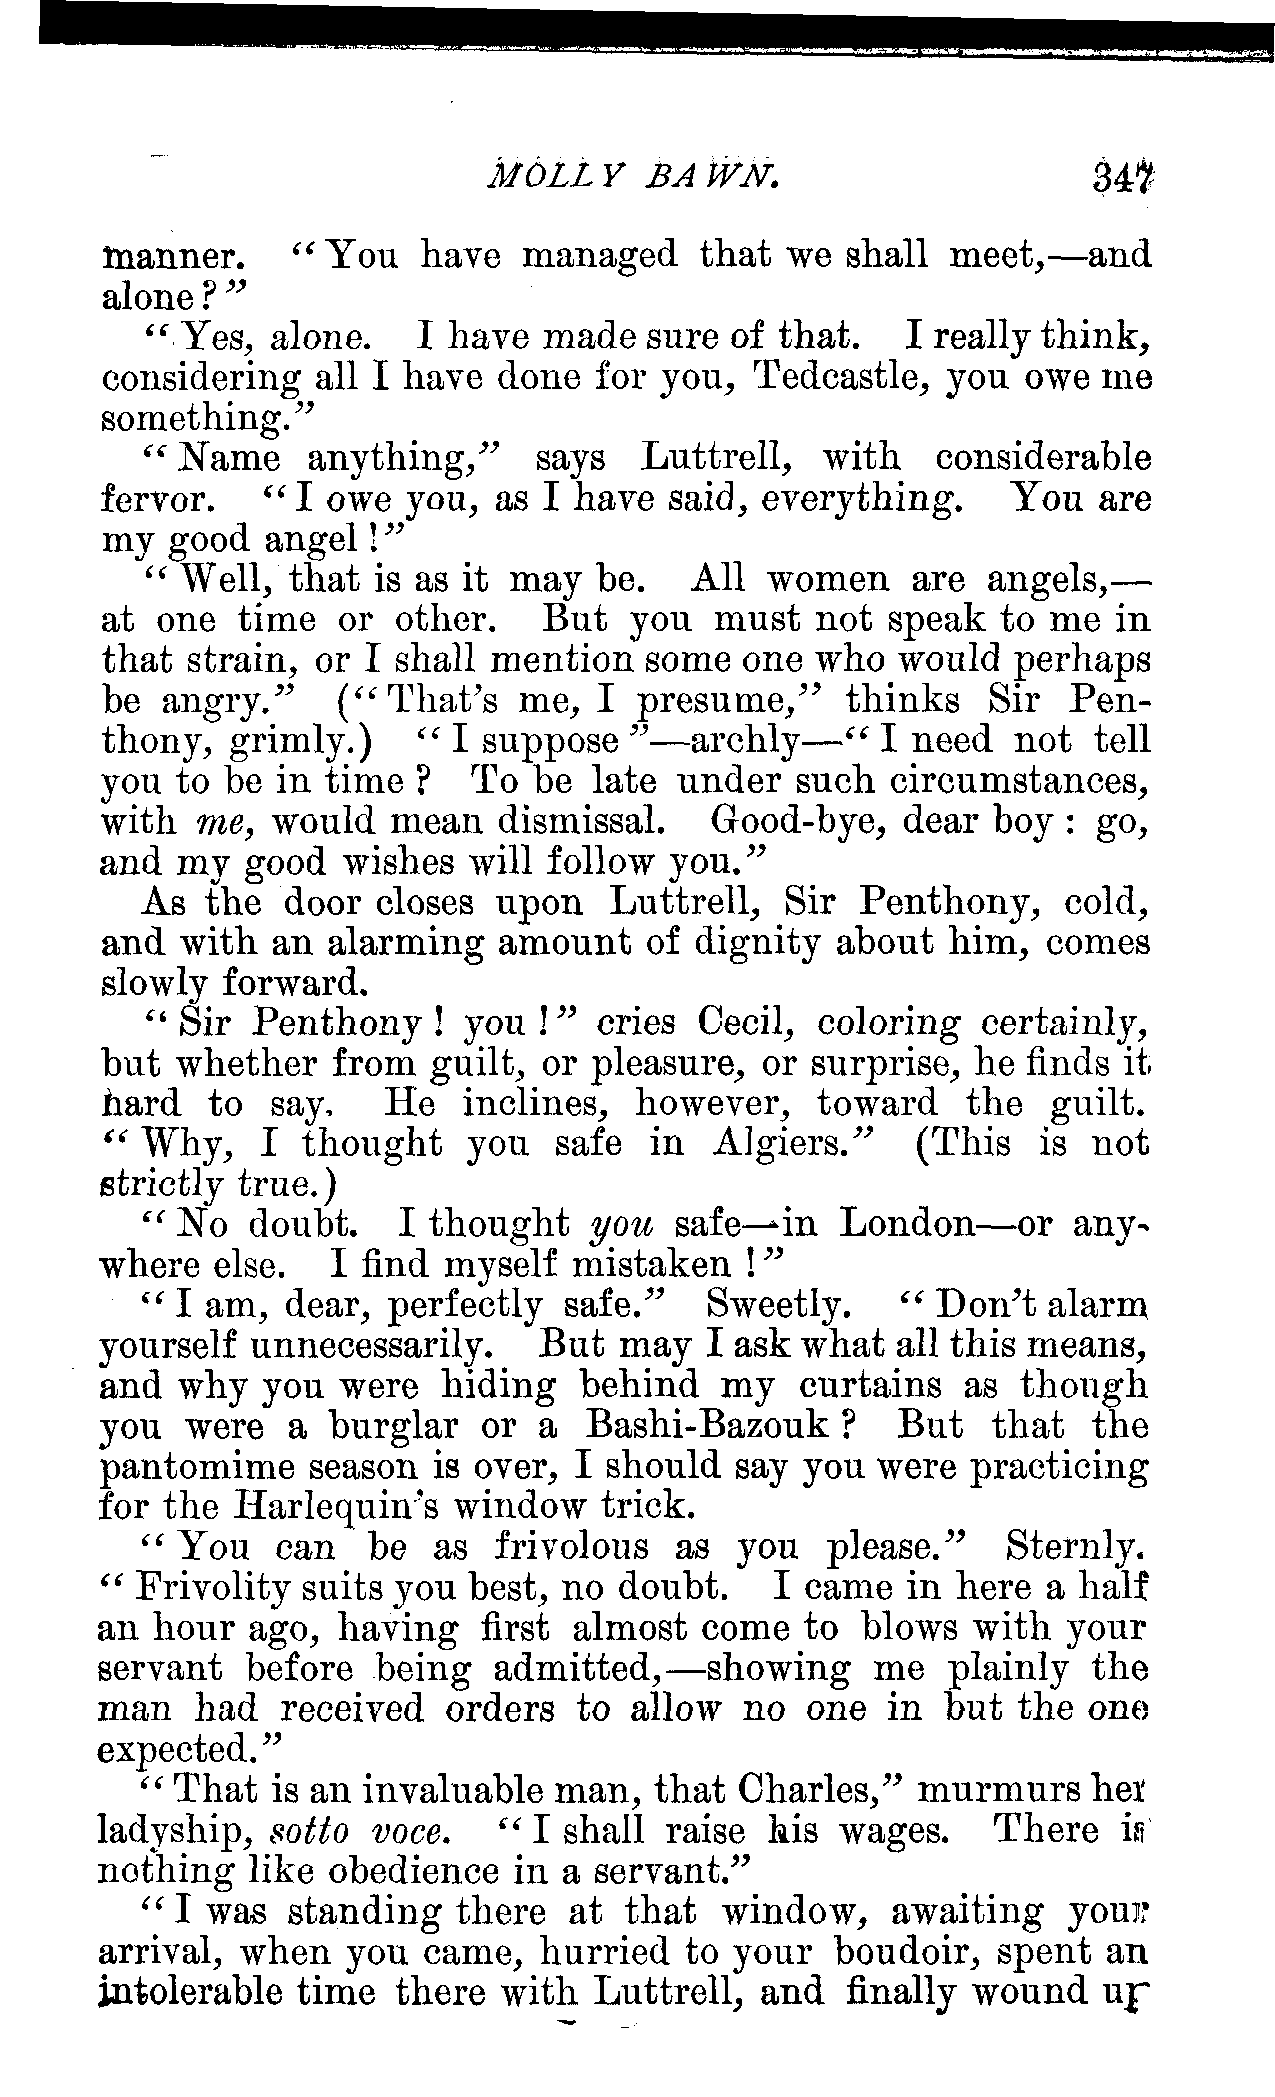 MOLLY BAWN. 347
manner. "You have managed that we shall meet,—and
alone?"
"Yes, alone. I have made sure of that. I really think,
considering all I have done for you, Tedcastle, you owe me
something."
"Name anything," says Luttrell, with considerable
fervor. "I owe you, as I have said, everything. You are
my good angel!"
"Well, that is as it may be. All women are angels,—
at one time or other. But you must not speak to me in
that strain, or I shall mention some one who would perhaps
be angry." ("That's me, I presume," thinks Sir Pen-
thony, grimly.) "I suppose"—archly—"I need not tell
you to be in time? To be late under such circumstances,
with me, would mean dismissal. Good-bye, dear boy: go,
and my good wishes will follow you."
As the door closes upon Luttrell, Sir Penthony, cold,
and with an alarming amount of dignity about him, comes
slowly forward.
"Sir Penthony! you!" cries Cecil, coloring certainly,
but whether from guilt, or pleasure, or surprise, he finds it
hard to say. He inclines, however, toward the guilt.
"Why, I thought you safe in Algiers." (This is not
strictly true.)
"No doubt. I thought you safe—in London—or any-
where else. I find myself mistaken!"
"I am, dear, perfectly safe." Sweetly. "Don't alarm
yourself unnecessarily. But may I ask what all this means,
and why you were hiding behind my curtains as though
you were a burglar or a Bashi-Bazouk? But that the
pantomime season is over, I should say you were practicing
for the Harlequin's window trick.
"You can be as frivolous as you please." Sternly.
"Frivolity suits you best, no doubt. I came in here a half
an hour ago, having first almost come to blows with your
servant before being admitted,—showing me plainly the
man had received orders to allow no one in but the one
expected."
"That is an invaluable man, that Charles," murmurs her
ladyship, sotto voce. "I shall raise his wages. There is
nothing like obedience in a servant."
"I was standing there at that window, awaiting your
arrival, when you came, hurried to your boudoir, spent an
intolerable time there with Luttrell, and finally wound up